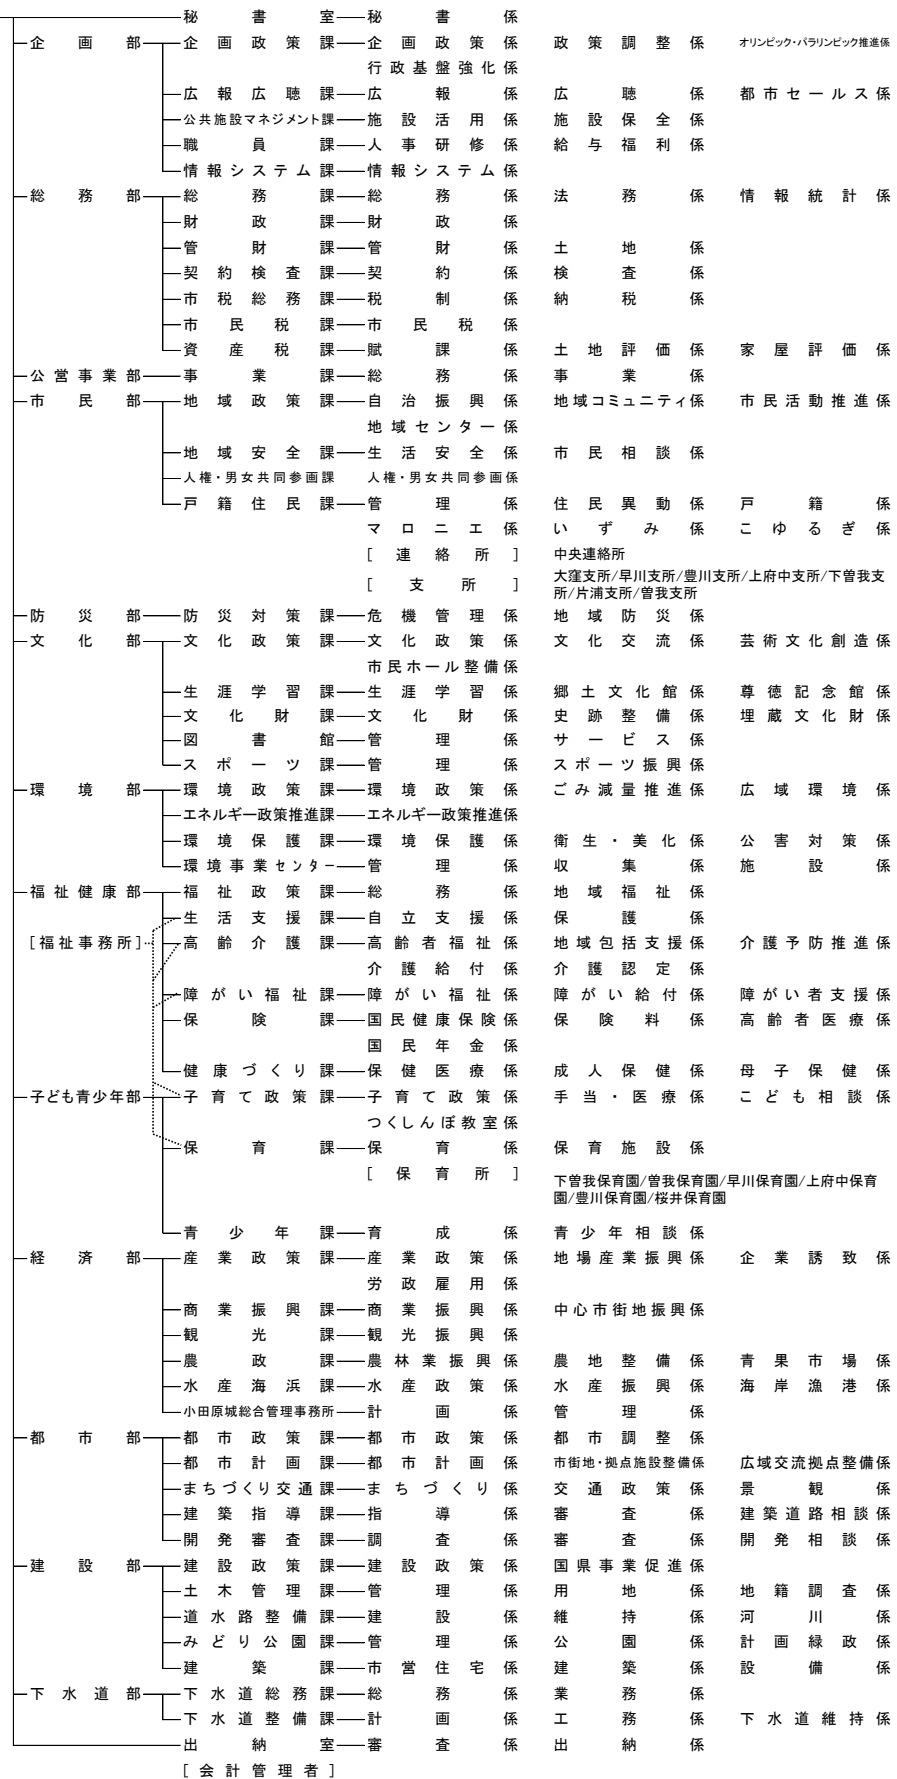 秘書室 秘書係
企画部 企画政策課 企画政策係 政策調整係 オリンピック・パラリンピック推進係
行政基盤強化係
広報広聴課 広報係 広聴係 都市セールス係
公共施設マネジメント課 施設活用係 施設保全係
職員課 人事研修係 給与福利係
情報システム課 情報システム係
総務部 総務課 総務係 法務係 情報統計係
財政課 財政係
管財課 管財係 土地係
契約検査課 契約係 検査係
市税総務課 税制係 納税係
市民税課 市民税係
資産税課 賦課係 土地評価係 家屋評価係
公営事業部 事業課 総務係 事業係
市民部 地域政策課 自治振興係 地域コミュニティ係 市民活動推進係
地域センター係
地域安全課 生活安全係 市民相談係
人権・男女共同参画課 人権・男女共同参画係
戸籍住民課 管理係 住民異動係 戸籍係
マロニエ係 いずみ係 こゆるぎ係
[連絡所] 中央連絡所
[支所] 大窪支所/早川支所/豊川支所/上府中支所/下曽我支
所/片浦支所/曽我支所
防災部 防災対策課 危機管理係 地域防災係
文化部 文化政策課 文化政策係 文化交流係 芸術文化創造係
市民ホール整備係
生涯学習課 生涯学習係 郷土文化館係 尊徳記念館係
文化財課 文化財係 史跡整備係 埋蔵文化財係
図書館 管理係 サービス係
スポーツ課 管理係 スポーツ振興係
環境部 環境政策課 環境政策係 ごみ減量推進係 広域環境係
エネルギー政策推進課 エネルギー政策推進係
環境保護課 環境保護係 衛生・美化係 公害対策係
環境事業センター 管理係 収集係 施設係
福祉健康部 福祉政策課 総務係 地域福祉係
生活支援課 自立支援係 保護係
[福祉事務所] 高齢介護課 高齢者福祉係 地域包括支援係 介護予防推進係
介護給付係 介護認定係
障がい福祉課 障がい福祉係 障がい給付係 障がい者支援係
保険課 国民健康保険係 保険料係 高齢者医療係
国民年金係
健康づくり課 保健医療係 成人保健係 母子保健係
子ども青少年部 子育て政策課 子育て政策係 手当・医療係 こども相談係
つくしんぼ教室係
保育課 保育係 保育施設係
[保育所] 下曽我保育園/曽我保育園/早川保育園/上府中保育
園/豊川保育園/桜井保育園
青少年課 育成係 青少年相談係
経済部 産業政策課 産業政策係 地場産業振興係 企業誘致係
労政雇用係
商業振興課 商業振興係 中心市街地振興係
観光課 観光振興係
農政課 農林業振興係 農地整備係 青果市場係
水産海浜課 水産政策係 水産振興係 海岸漁港係
小田原城総合管理事務所 計画係 管理係
都市部 都市政策課 都市政策係 都市調整係
都市計画課 都市計画係 市街地・拠点施設整備係 広域交流拠点整備係
まちづくり交通課 まちづくり係 交通政策係 景観係
建築指導課 指導係 審査係 建築道路相談係
開発審査課 調査係 審査係 開発相談係
建設部 建設政策課 建設政策係 国県事業促進係
土木管理課 管理係 用地係 地籍調査係
道水路整備課 建設係 維持係 河川係
みどり公園課 管理係 公園係 計画緑政係
建築課 市営住宅係 建築係 設備係
下水道部 下水道総務課 総務係 業務係
下水道整備課 計画係 工務係 下水道維持係
出納室 審査係 出納係
[会計管理者]